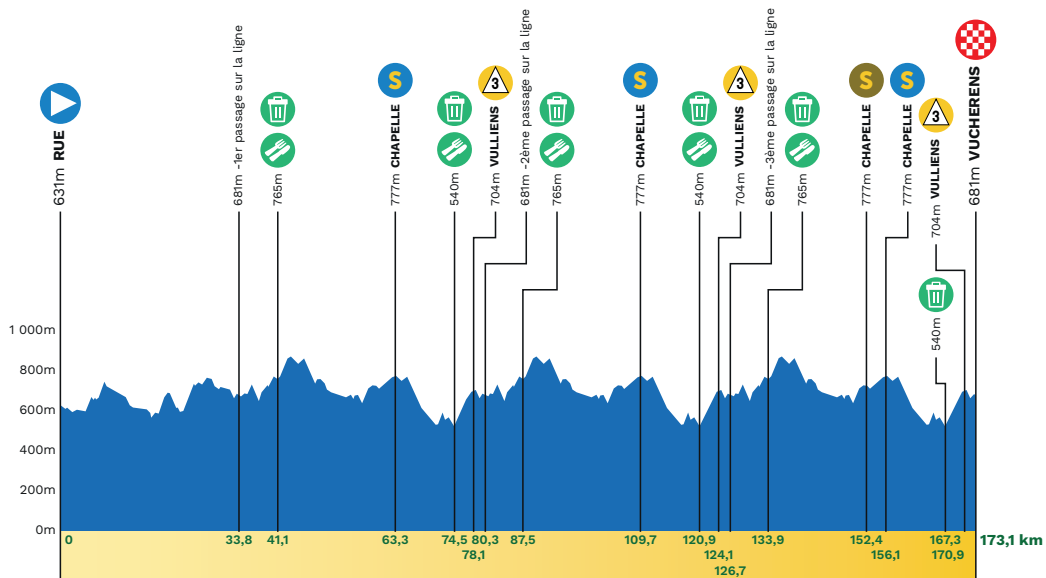 631m RUE
681m -1er passage sur la ligne
765m
777m CHAPELLE
S
540m
704m VULLIENS
3
681m -2ème passage sur la ligne
765m
777m CHAPELLE
S
540m
704m VULLIENS
3
681m -3ème passage sur la ligne
765m
777m CHAPELLE
S
777m CHAPELLE
S
540m
704m VULLIENS
3
681m VUCHERENS
1 000m
800m
600m
400m
200m
0m
0 33,8 41,1 63,3 74,5 80,3 87,5 109,7 120,9 133,9 152,4 167,3 173,1 km
78,1 124,1 156,1 170,9
126,7